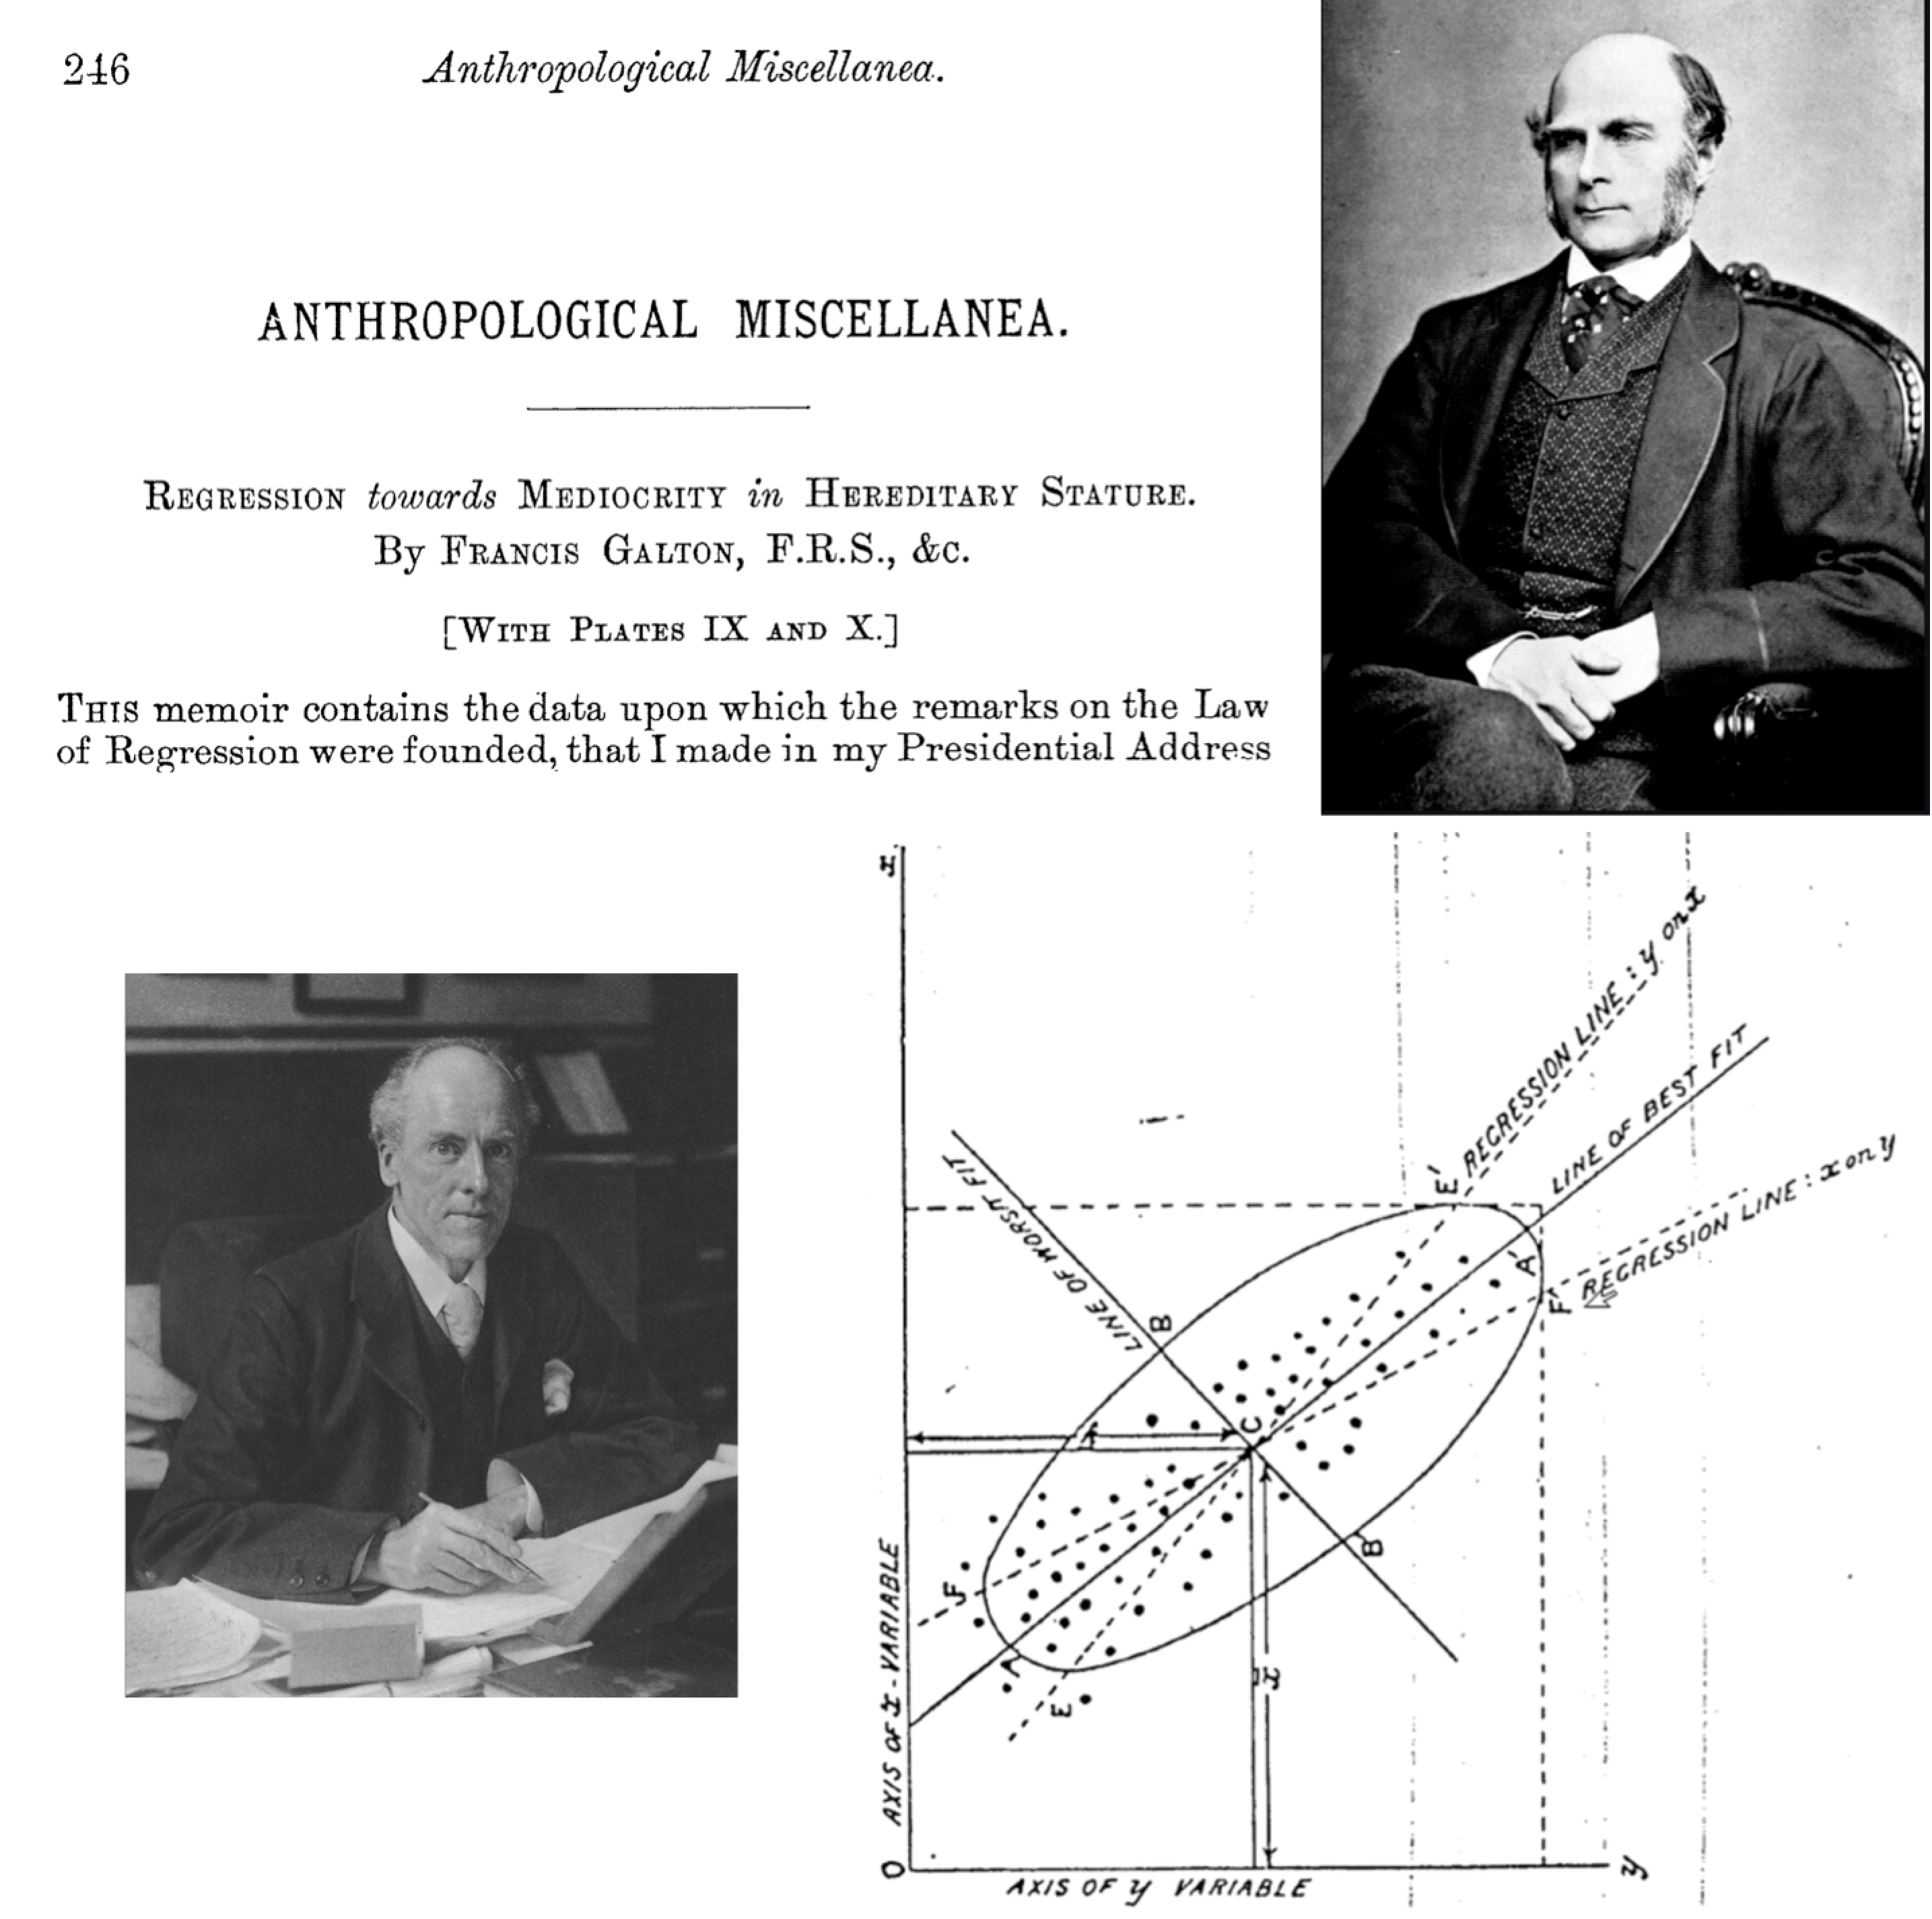 246
Anthropological Miscellanea.
ANTHROPOLOGICAL MISCELLANEA.
REGRESSION towards MEDIOCRITY in HEREDITARY STATURE.
By FRANCIS GALTON, F.R.S., &c.
[WITH PLATES IX AND X.]
THIS memoir contains the data upon which the remarks on the Law
of Regression were founded, that I made in my Presidential Address
x
REGRESSION LINE : y on x
LINE OF BEST FIT
REGRESSION LINE : x on y
LINE OF WORST FIT
E'
A'
F'
B
C
B'
F
A
E
x̄
AXIS OF x - VARIABLE
O
y
AXIS OF y VARIABLE